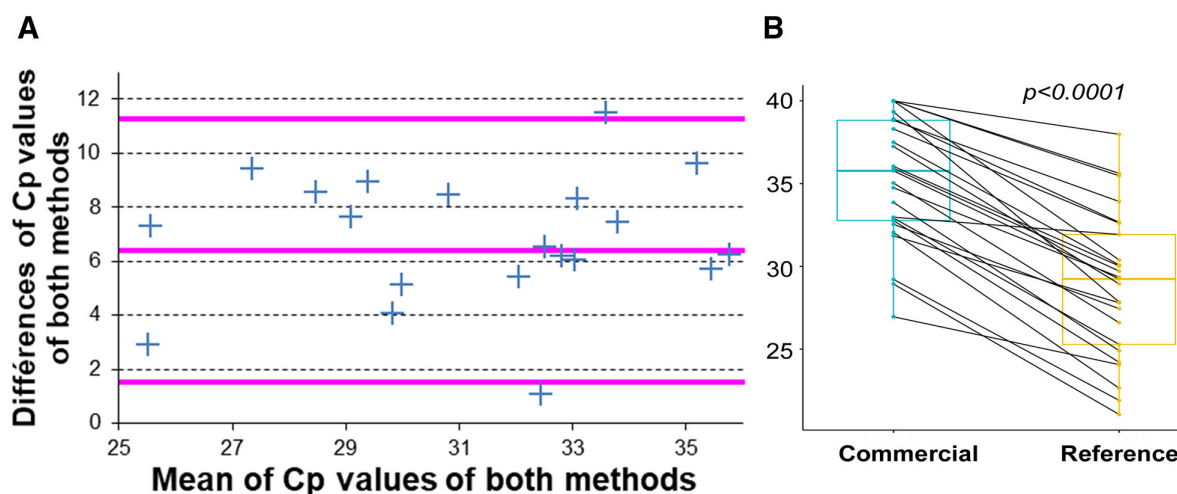 A
Différences of Cp values
of both methods
12
10
8
6
4
2
0
25 27 29 31 33 35
Mean of Cp values of both methods
B
p<0.0001
40
35
30
25
Commercial Reference